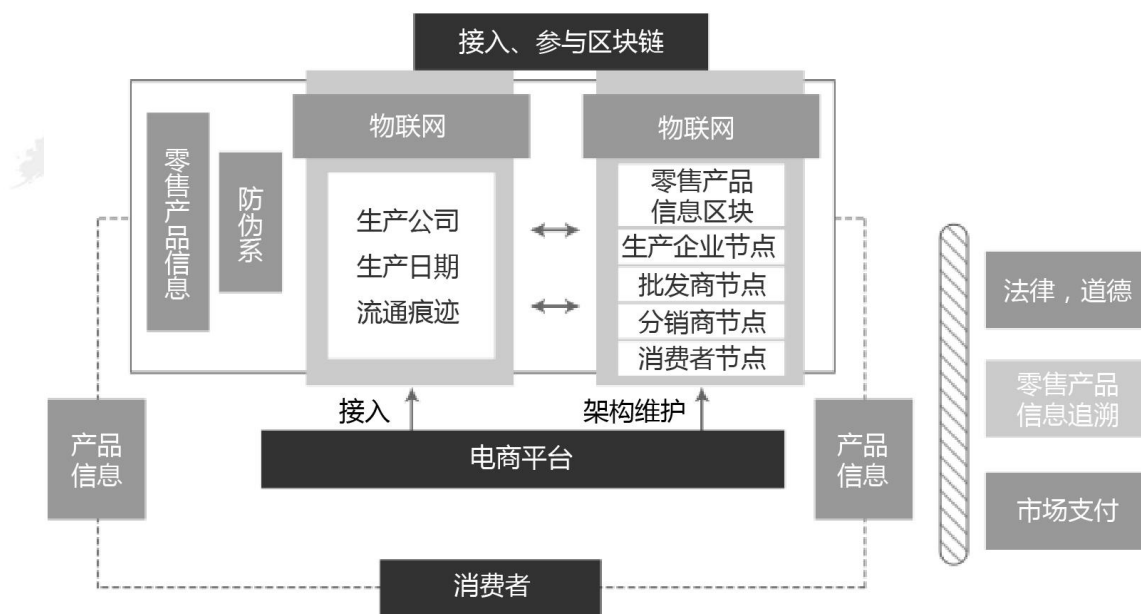 接入、参与区块链
物联网
物联网
零售产品信息
防伪系
生产公司
生产日期
流通痕迹
零售产品
信息区块
生产企业节点
批发商节点
分销商节点
消费者节点
接入
架构维护
电商平台
产品
信息
产品
信息
消费者
法律，道德
零售产品
信息追溯
市场支付